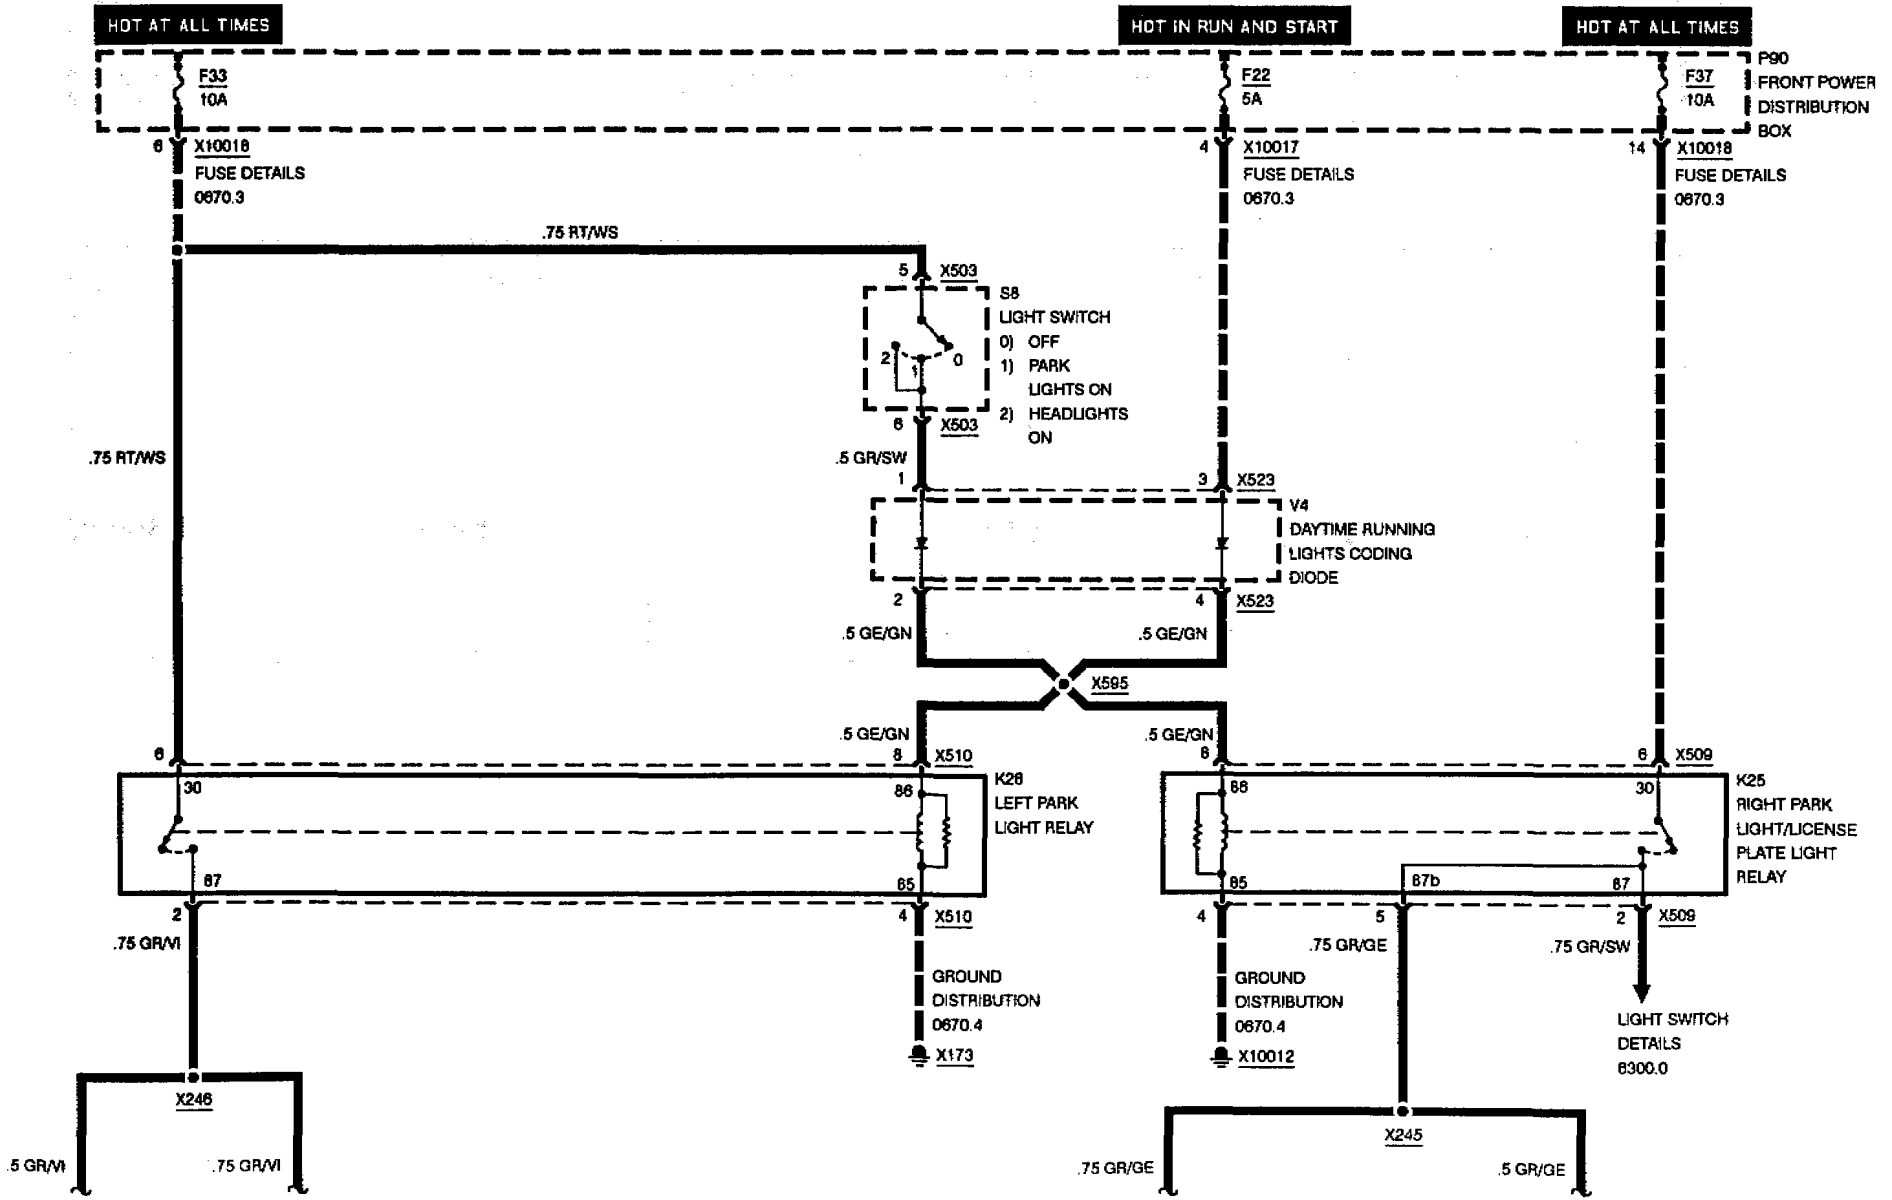 HOT AT ALL TIMES
HOT IN RUN AND START
HOT AT ALL TIMES
F33
10A
F22
5A
F37
10A
P90
FRONT POWER
DISTRIBUTION
BOX
6
X10018
FUSE DETAILS
0670.3
4
X10017
FUSE DETAILS
0670.3
14
X10018
FUSE DETAILS
0670.3
.75 RT/WS
5
X503
S8
LIGHT SWITCH
0) OFF
1) PARK
LIGHTS ON
2) HEADLIGHTS
ON
2
1
0
6
X503
.75 RT/WS
.5 GR/SW
1
3
X523
V4
DAYTIME RUNNING
LIGHTS CODING
DIODE
2
4
X523
.5 GE/GN
.5 GE/GN
X595
.5 GE/GN
.5 GE/GN
6
8
X510
8
6
X509
30
86
K26
LEFT PARK
LIGHT RELAY
86
30
K25
RIGHT PARK
LIGHT/LICENSE
PLATE LIGHT
RELAY
87
85
85
87b
87
2
4
X510
4
5
2
X509
.75 GR/VI
.75 GR/GE
.75 GR/SW
GROUND
DISTRIBUTION
0670.4
X173
GROUND
DISTRIBUTION
0670.4
X10012
LIGHT SWITCH
DETAILS
6300.0
X246
X245
.5 GR/VI
.75 GR/VI
.75 GR/GE
.5 GR/GE